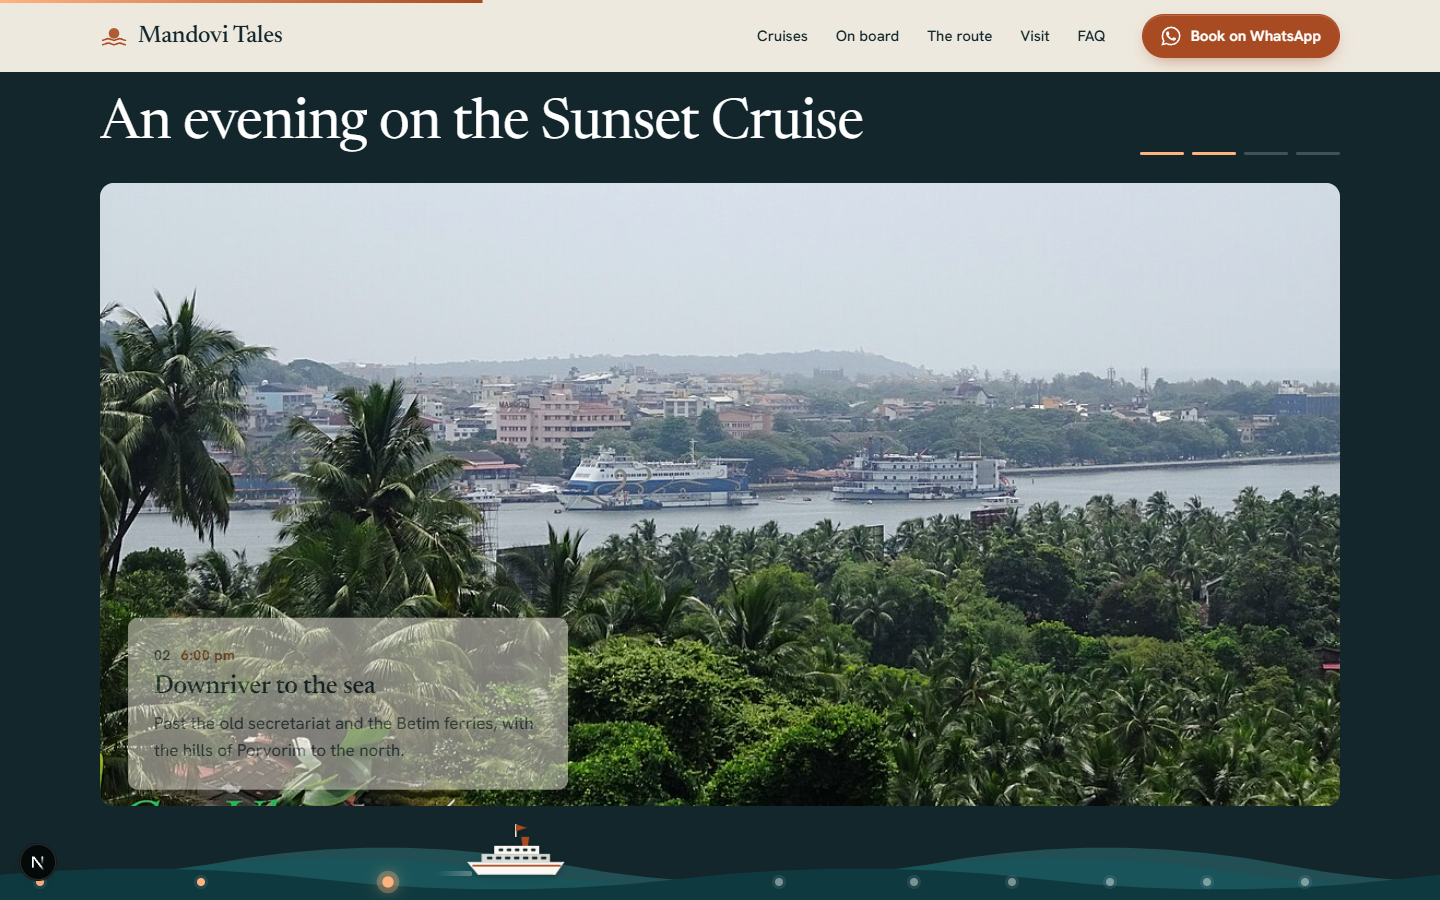 Mandovi Tales
Cruises
On board
The route
Visit
FAQ
Book on WhatsApp
An evening on the Sunset Cruise
02 6:00 pm
Downriver to the sea
Past the old secretariat and the Betim ferries, with
the hills of Porvorim to the north.
N